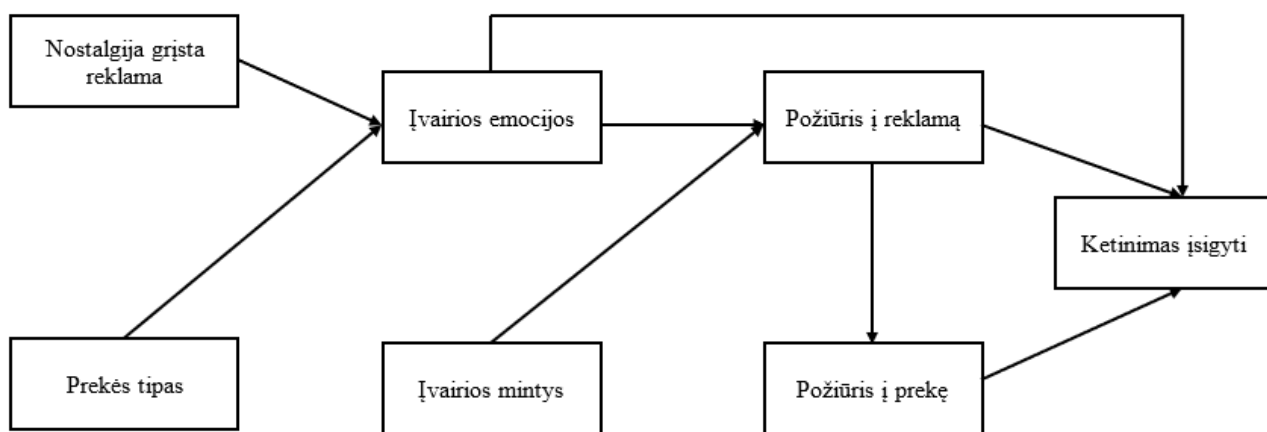 Nostalgija grįsta
reklama
Įvairios emocijos
Požiūris į reklamą
Ketinimas įsigyti
Prekės tipas
Įvairios mintys
Požiūris į prekę